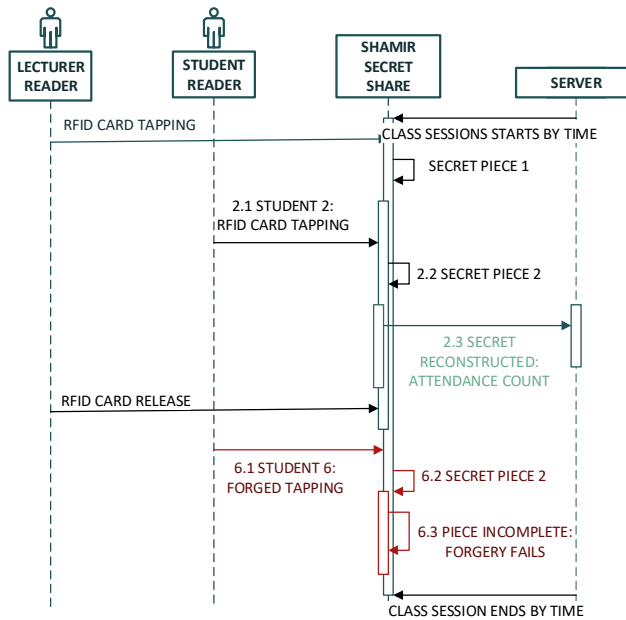 LECTURER
READER
STUDENT
READER
SHAMIR
SECRET
SHARE
SERVER
RFID CARD TAPPING
CLASS SESSIONS STARTS BY TIME
SECRET PIECE 1
2.1 STUDENT 2:
RFID CARD TAPPING
2.2 SECRET PIECE 2
2.3 SECRET
RECONSTRUCTED:
ATTENDANCE COUNT
RFID CARD RELEASE
6.1 STUDENT 6:
FORGED TAPPING
6.2 SECRET PIECE 2
6.3 PIECE INCOMPLETE:
FORGERY FAILS
CLASS SESSION ENDS BY TIME